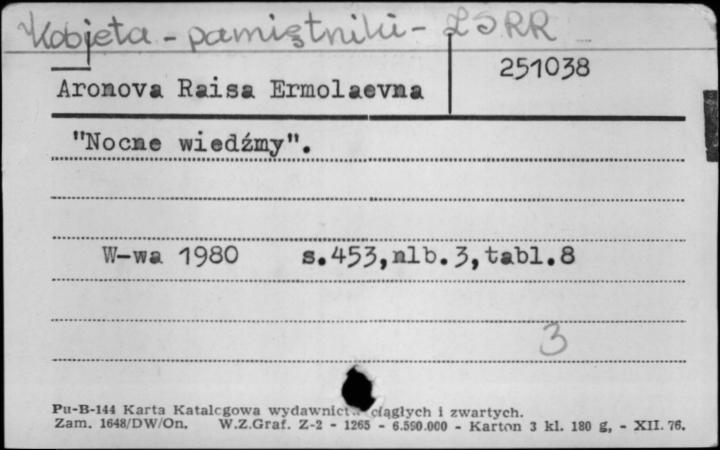 Kobieta - pamiętniki - ZSRR
251038
Aronova Raisa Ermolaevna
"Nocne wiedźmy".
W-wa 1980 s.453,nlb.3,tabl.8
3
Pu-B-144 Karta Katalogowa wydawnictw ciągłych i zwartych.
Zam. 1648/DW/On. W.Z.Graf. Z-2 - 1265 - 6.590.000 - Karton 3 kl. 180 g, - XII. 76.